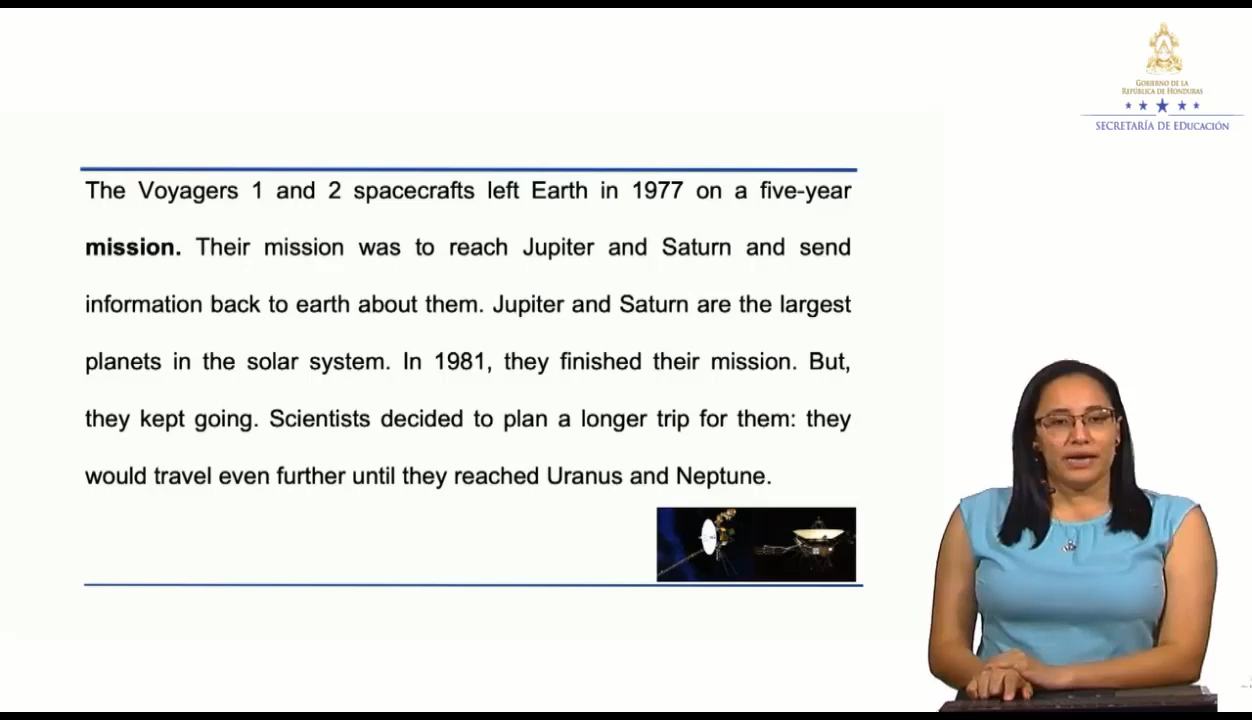 GOBIERNO DE LA
REPÚBLICA DE HONDURAS
SECRETARÍA DE EDUCACIÓN
The Voyagers 1 and 2 spacecrafts left Earth in 1977 on a five-year
mission. Their mission was to reach Jupiter and Saturn and send
information back to earth about them. Jupiter and Saturn are the largest
planets in the solar system. In 1981, they finished their mission. But,
they kept going. Scientists decided to plan a longer trip for them: they
would travel even further until they reached Uranus and Neptune.